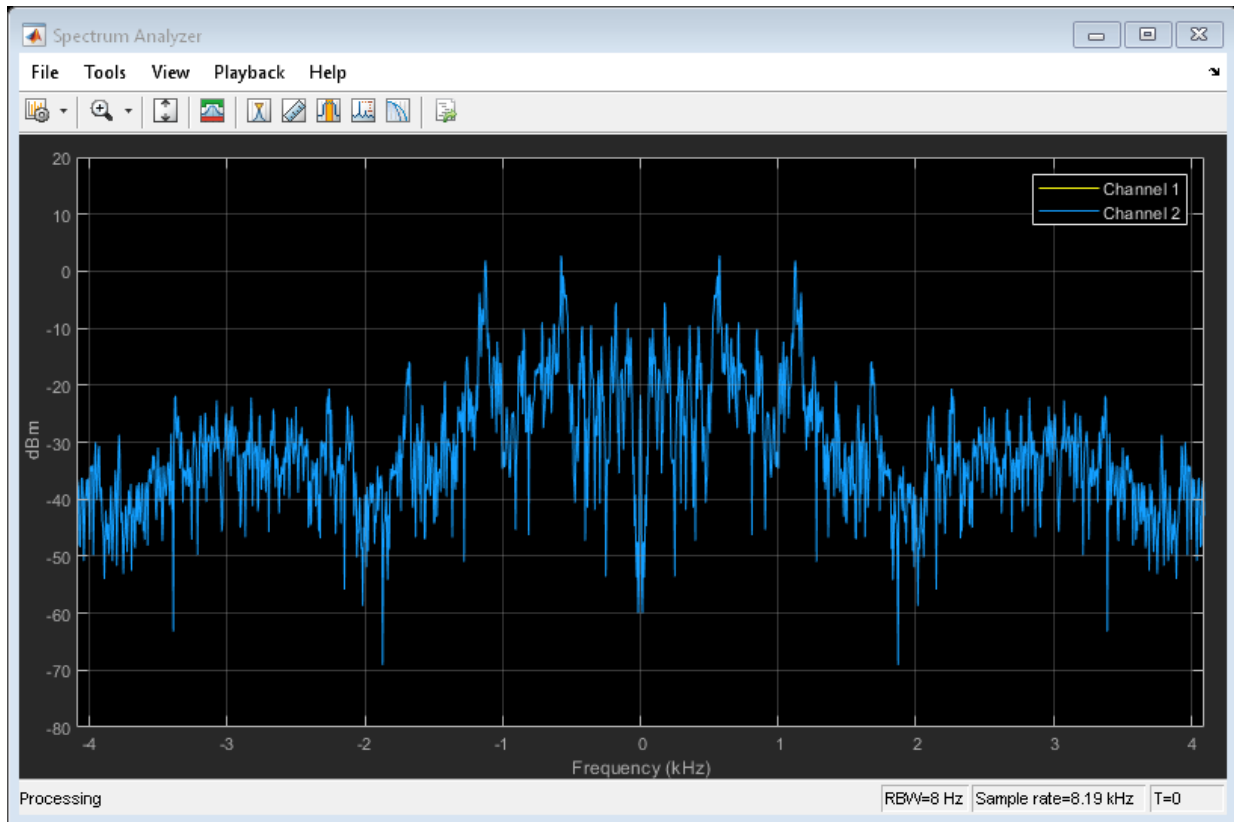 Spectrum Analyzer
File Tools View Playback Help
20
10
0
-10
-20
-30
-40
-50
-60
-70
-80
dBm
Channel 1
Channel 2
-4 -3 -2 -1 0 1 2 3 4
Frequency (kHz)
Processing RBW=8 Hz Sample rate=8.19 kHz T=0